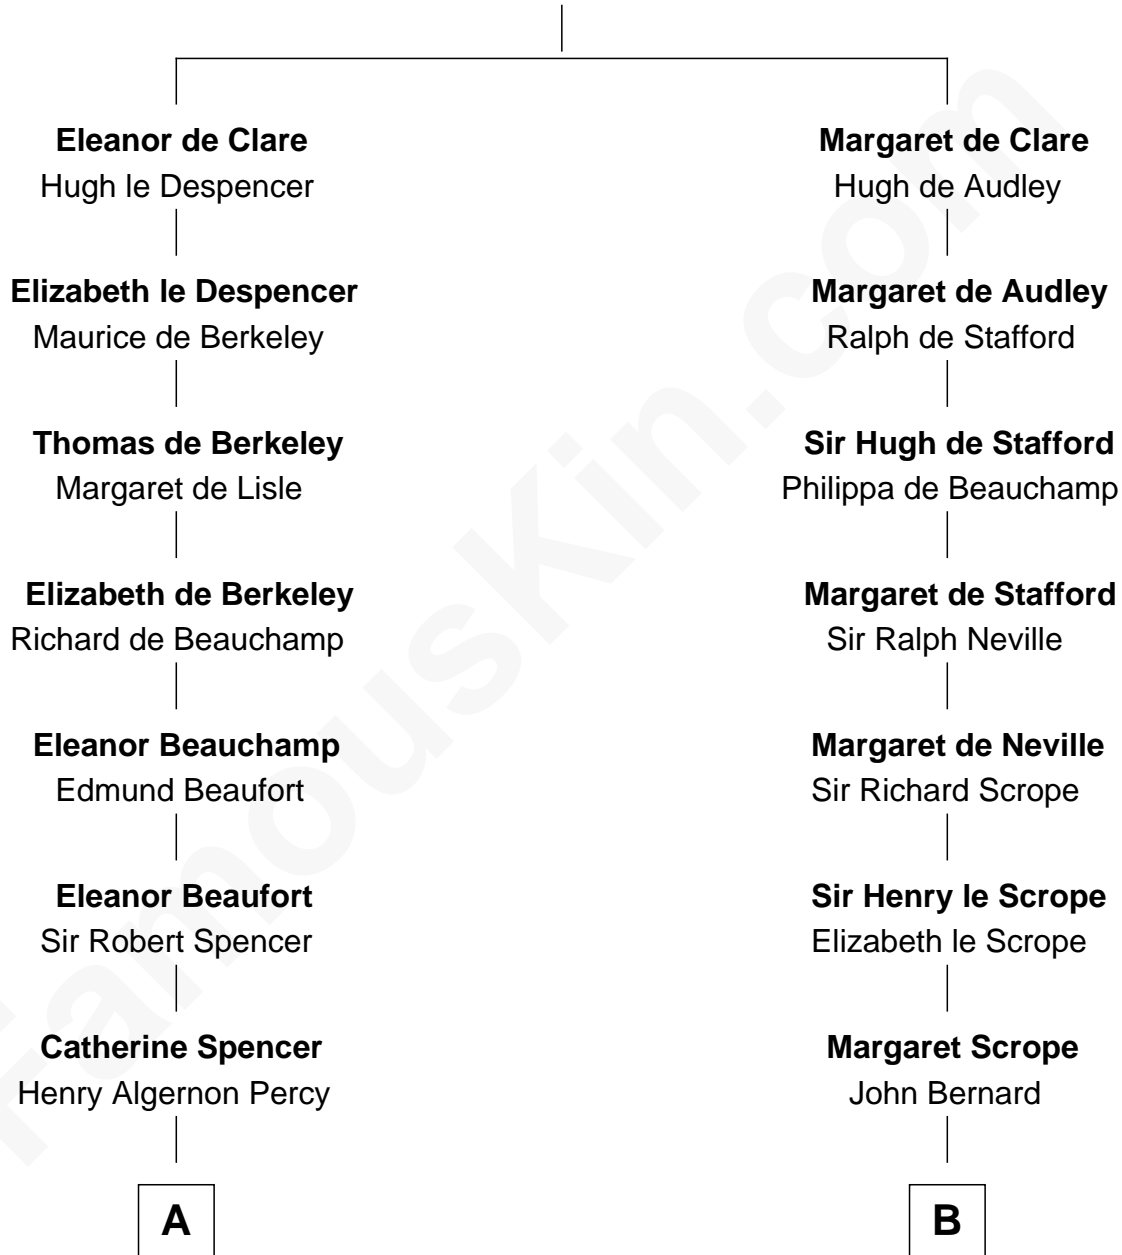 Eleanor de Clare
Hugh le Despencer
Elizabeth le Despencer
Maurice de Berkeley
Thomas de Berkeley
Margaret de Lisle
Elizabeth de Berkeley
Richard de Beauchamp
Eleanor Beauchamp
Edmund Beaufort
Eleanor Beaufort
Sir Robert Spencer
Catherine Spencer
Henry Algernon Percy
A
Margaret de Clare
Hugh de Audley
Margaret de Audley
Ralph de Stafford
Sir Hugh de Stafford
Philippa de Beauchamp
Margaret de Stafford
Sir Ralph Neville
Margaret de Neville
Sir Richard Scrope
Sir Henry le Scrope
Elizabeth le Scrope
Margaret Scrope
John Bernard
B
FamousKin.com